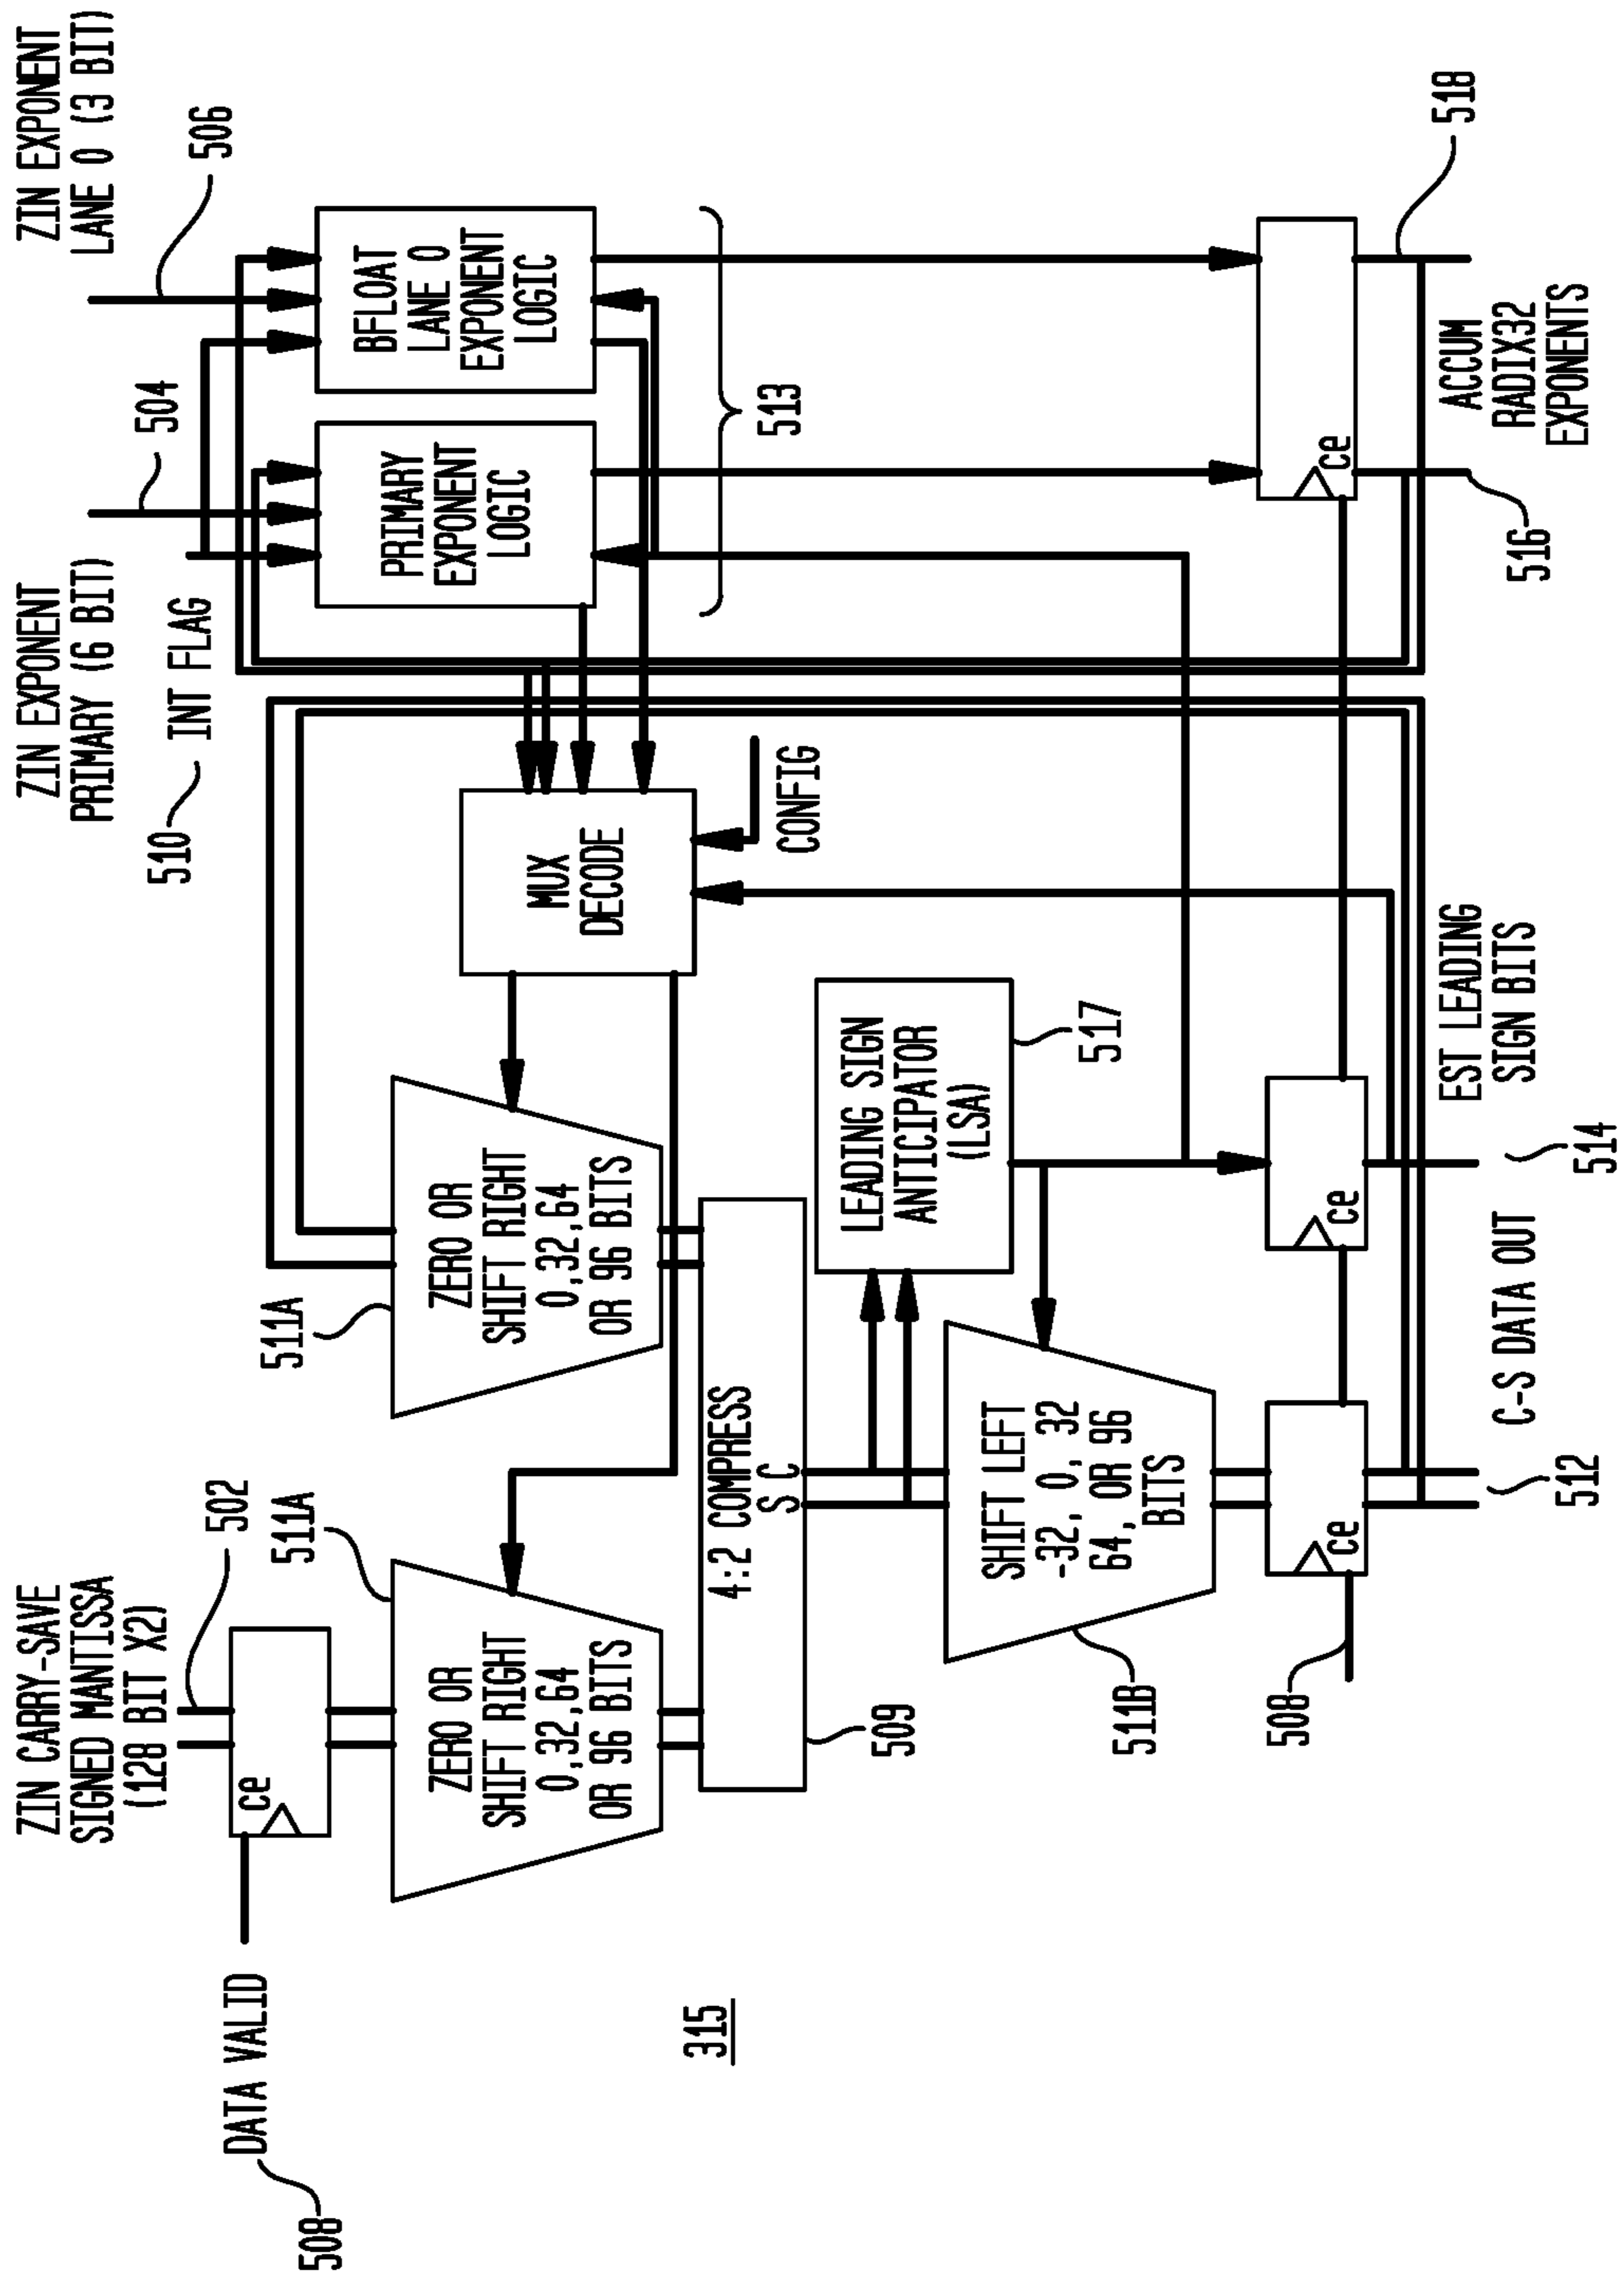 ZIN CARRY-SAVE
SIGNED MANTISSA
(128 BIT X2)
502
ZIN EXPONENT
PRIMARY (6 BIT)
504
ZIN EXPONENT
LANE 0 (3 BIT)
506
510
INT FLAG
DATA VALID
508
ce
511A
ZERO OR
SHIFT RIGHT
0,32,64
OR 96 BITS
511A
ZERO OR
SHIFT RIGHT
0,32,64
OR 96 BITS
MUX
DECODE
CONFIG
PRIMARY
EXPONENT
LOGIC
BFLOAT
LANE 0
EXPONENT
LOGIC
513
4:2 COMPRESS
S C
509
LEADING SIGN
ANTICIPATOR
(LSA)
517
315
SHIFT LEFT
-32, 0, 32
64, OR 96
BITS
511B
508
ce
ce
ce
512
C-S DATA OUT
514
EST LEADING
SIGN BITS
516
ACCUM
RADIX32
EXPONENTS
518